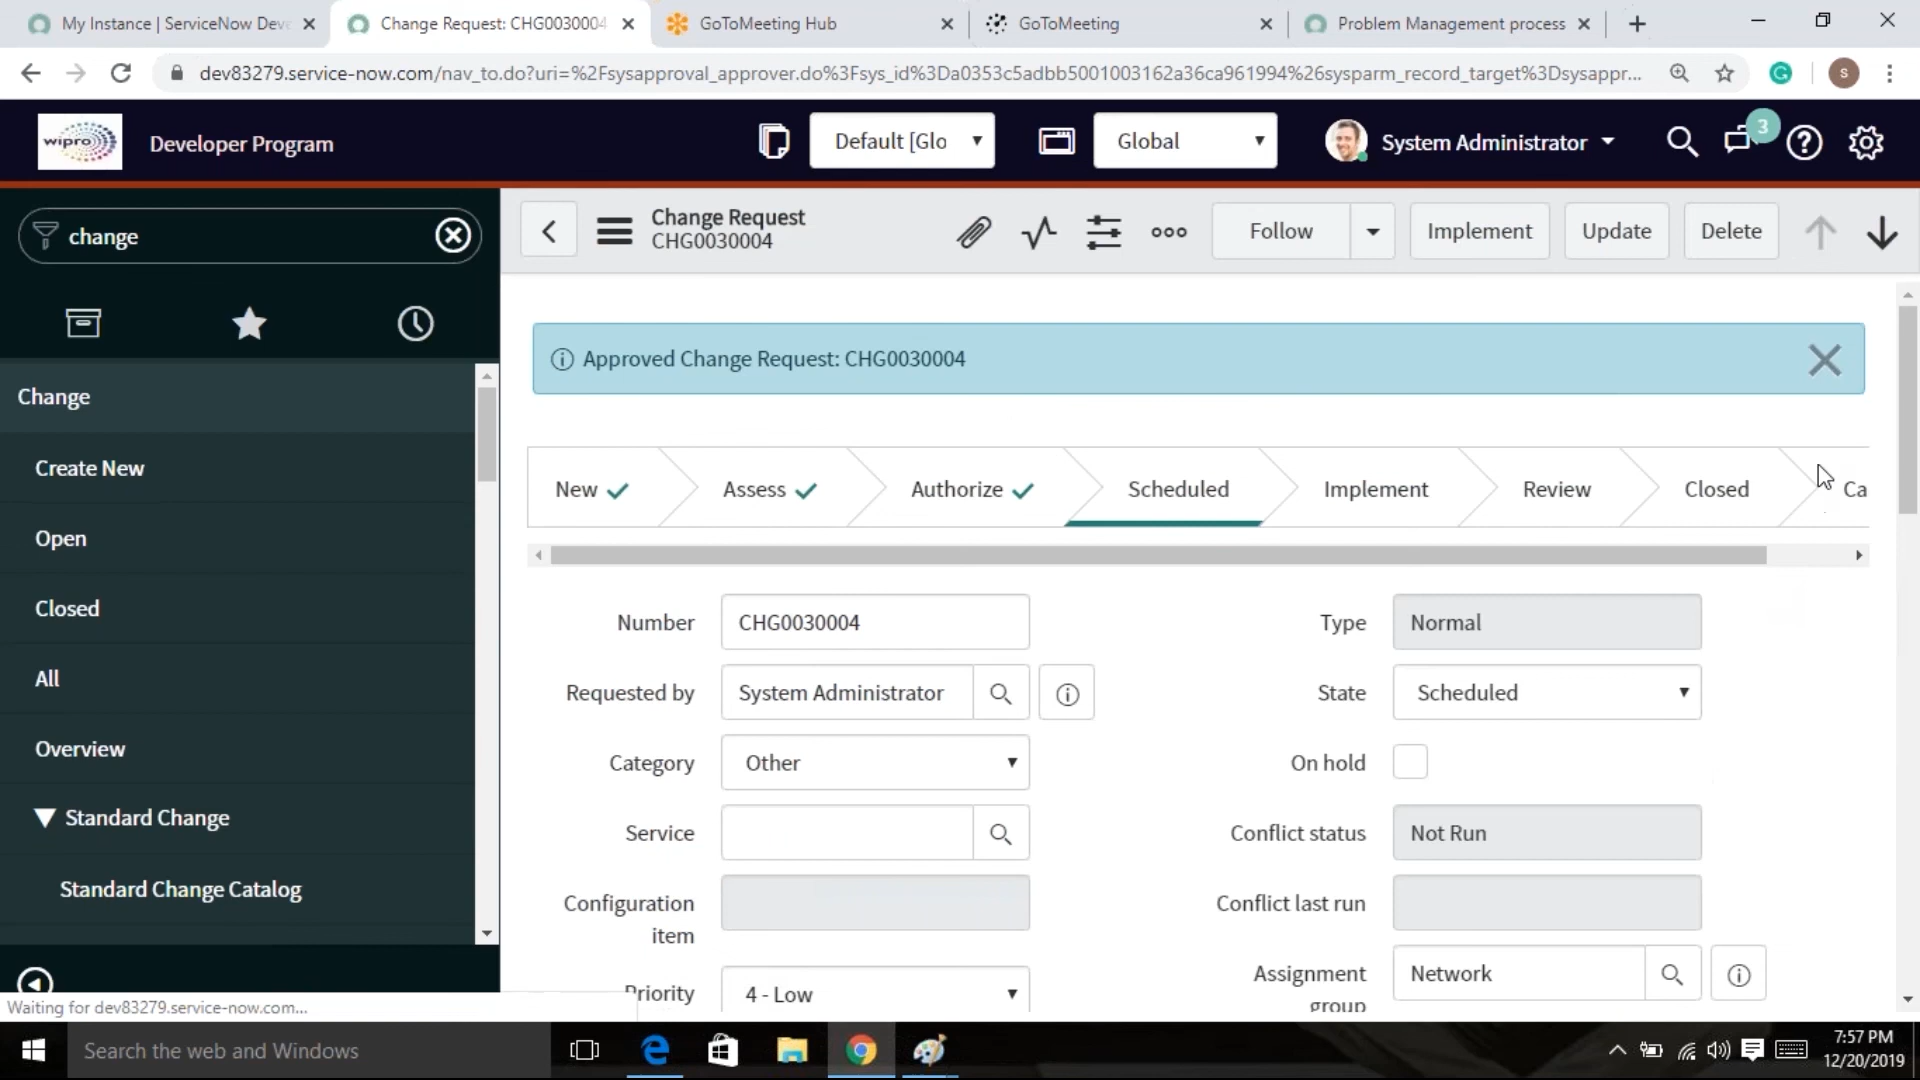 My Instace | ServiceNow Deve
Change Request: CHG0030004
GoToMeeting Hub
GoToMeeting
Problem Management process
dev83279.service-now.com/nav_to.do?uri=%2Fsysapproval_approver.do%3Fsys_id%3Da0353c5adbb5001003162a36ca961994%26sysparm_record_target%3Dsysappr...
S
wipro
Developer Program
Default [Glo
Global
System Administrator
3
change
Change Request
CHG0030004
Follow
Implement
Update
Delete
Approved Change Request: CHG0030004
Change
Create New
Open
Closed
All
Overview
Standard Change
Standard Change Catalog
New
Assess
Authorize
Scheduled
Implement
Review
Closed
Ca
Number
CHG0030004
Type
Normal
Requested by
System Administrator
State
Scheduled
Category
Other
On hold
Service
Conflict status
Not Run
Configuration
item
Conflict last run
Assignment
group
Network
Priority
4 - Low
Waiting for dev83279.service-now.com...
Search the web and Windows
7:57 PM
12/20/2019